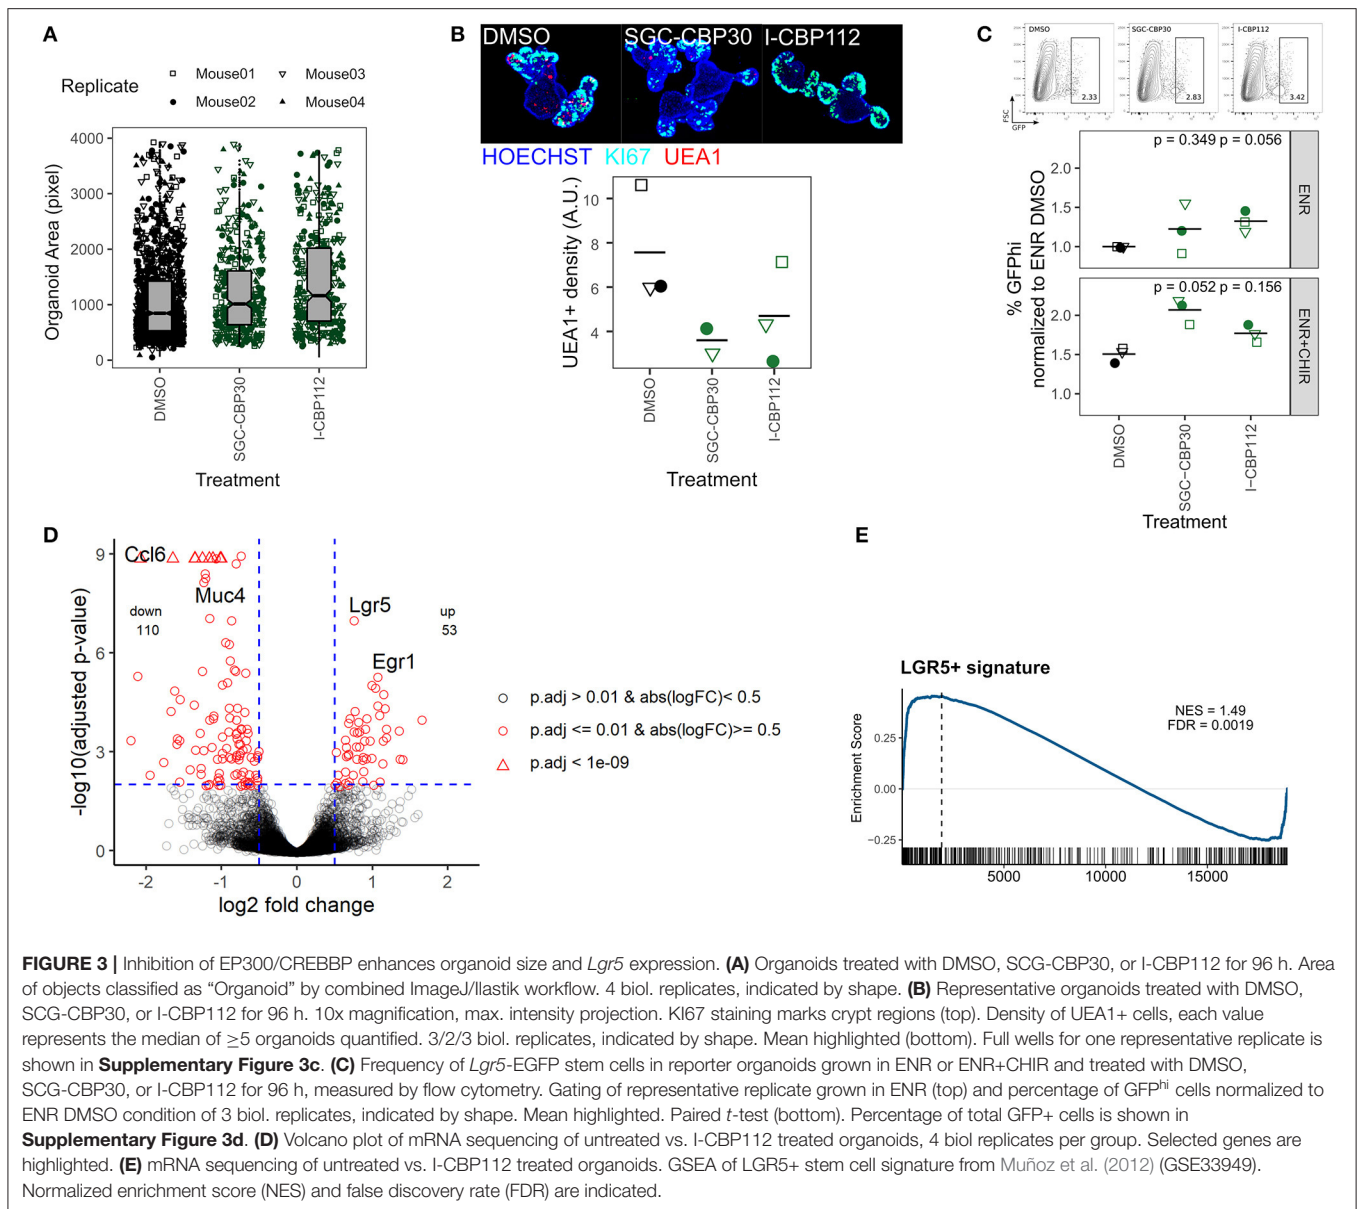 A
Replicate
Mouse01
Mouse03
Mouse02
Mouse04
Organoid Area (pixel)
4000
3000
2000
1000
0
DMSO
SGC-CBP30
I-CBP112
Treatment
B
DMSO
SGC-CBP30
I-CBP112
HOECHST KI67 UEA1
UEA1+ density (A.U.)
10
8
6
4
DMSO
SGC-CBP30
I-CBP112
Treatment
C
DMSO
SGC-CBP30
I-CBP112
2.33
2.83
3.42
FSC
GFP
% GFPhi
normalized to ENR DMSO
p = 0.349 p = 0.056
2.0
1.5
1.0
ENR
p = 0.052 p = 0.156
2.0
1.5
1.0
ENR+CHIR
DMSO
SGC−CBP30
I−CBP112
Treatment
D
-log10(adjusted p-value)
9
6
3
0
Ccl6
Muc4
Lgr5
Egr1
down
110
up
53
-2
-1
0
1
2
log2 fold change
p.adj > 0.01 & abs(logFC)< 0.5
p.adj <= 0.01 & abs(logFC)>= 0.5
p.adj < 1e-09
E
LGR5+ signature
NES = 1.49
FDR = 0.0019
Enrichment Score
0.25
0.00
−0.25
5000
10000
15000
FIGURE 3 | Inhibition of EP300/CREBBP enhances organoid size and Lgr5 expression. (A) Organoids treated with DMSO, SCG-CBP30, or I-CBP112 for 96 h. Area
of objects classified as “Organoid” by combined ImageJ/Ilastik workflow. 4 biol. replicates, indicated by shape. (B) Representative organoids treated with DMSO,
SCG-CBP30, or I-CBP112 for 96 h. 10x magnification, max. intensity projection. KI67 staining marks crypt regions (top). Density of UEA1+ cells, each value
represents the median of ≥5 organoids quantified. 3/2/3 biol. replicates, indicated by shape. Mean highlighted (bottom). Full wells for one representative replicate is
shown in Supplementary Figure 3c. (C) Frequency of Lgr5-EGFP stem cells in reporter organoids grown in ENR or ENR+CHIR and treated with DMSO,
SCG-CBP30, or I-CBP112 for 96 h, measured by flow cytometry. Gating of representative replicate grown in ENR (top) and percentage of GFPhi cells normalized to
ENR DMSO condition of 3 biol. replicates, indicated by shape. Mean highlighted. Paired t-test (bottom). Percentage of total GFP+ cells is shown in
Supplementary Figure 3d. (D) Volcano plot of mRNA sequencing of untreated vs. I-CBP112 treated organoids, 4 biol replicates per group. Selected genes are
highlighted. (E) mRNA sequencing of untreated vs. I-CBP112 treated organoids. GSEA of LGR5+ stem cell signature from Muñoz et al. (2012) (GSE33949).
Normalized enrichment score (NES) and false discovery rate (FDR) are indicated.